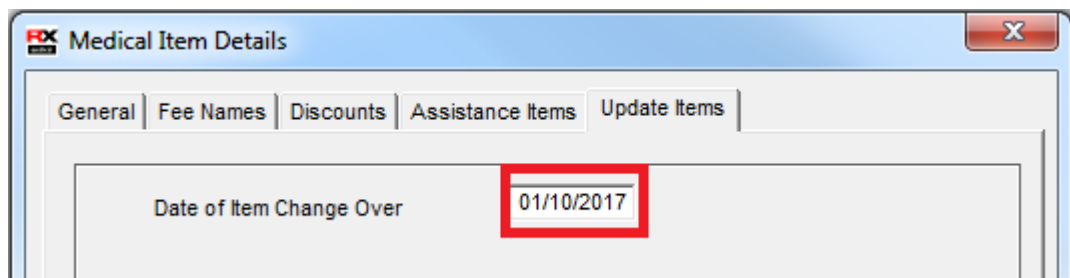 RX Medical Item Details
General Fee Names Discounts Assistance Items Update Items
Date of Item Change Over 01/10/2017